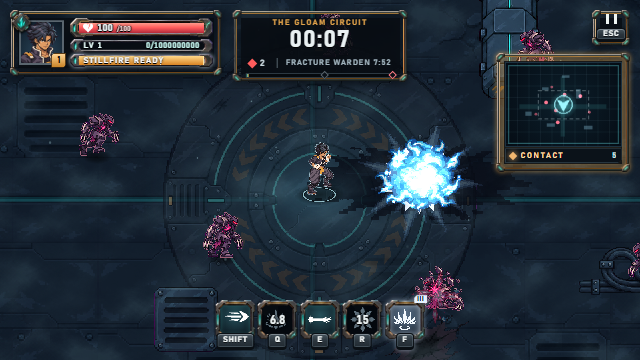 100 /100
LV 1 0/1000000000
STILLFIRE READY
1
THE GLOAM CIRCUIT
00:07
2 FRACTURE WARDEN 7:52
ESC
CONTACT 5
6.8
15
SHIFT Q E R F